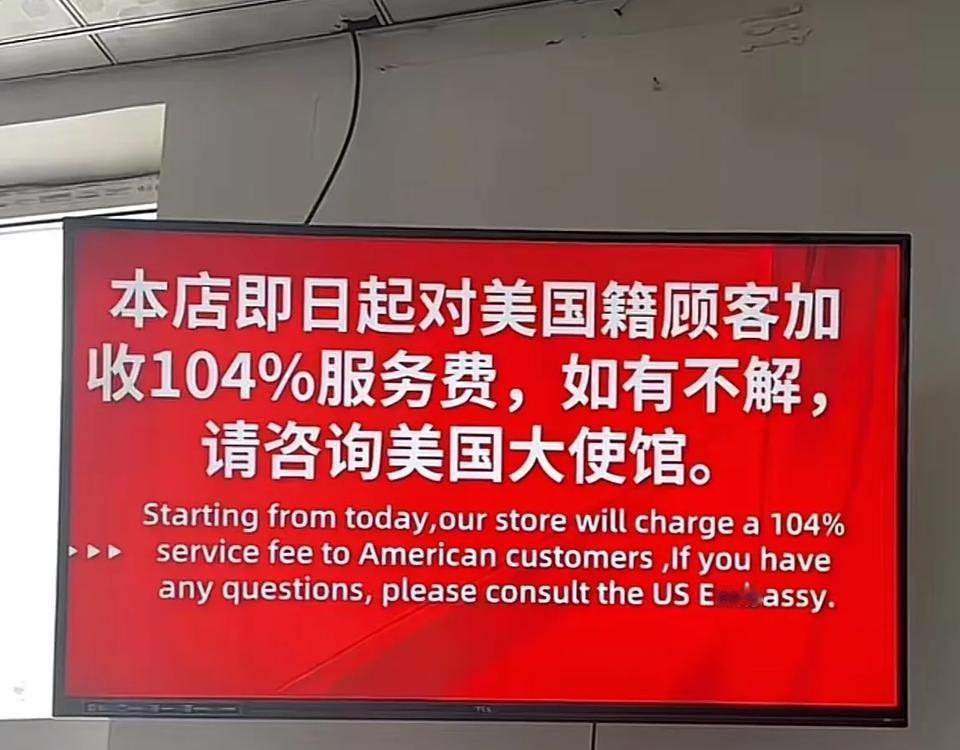 本店即日起对美国籍顾客加
收104%服务费，如有不解，
请咨询美国大使馆。
Starting from today,our store will charge a 104%
service fee to American customers ,If you have
any questions, please consult the US
TCL